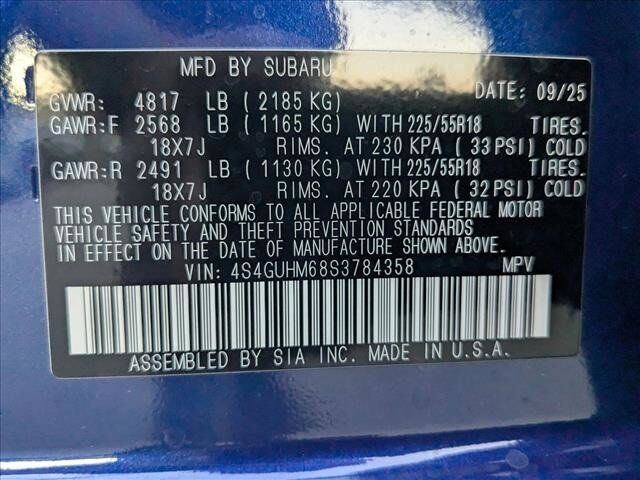 MFD BY SUBARU
GVWR: 4817 LB ( 2185 KG) DATE: 09/25
GAWR:F 2568 LB ( 1165 KG) WITH 225/55R18 TIRES,
18X7J RIMS. AT 230 KPA ( 33 PSI) COLD
GAWR:R 2491 LB ( 1130 KG) WITH 225/55R18 TIRES,
18X7J RIMS. AT 220 KPA ( 32 PSI) COLD
THIS VEHICLE CONFORMS TO ALL APPLICABLE FEDERAL MOTOR
VEHICLE SAFETY AND THEFT PREVENTION STANDARDS
IN EFFECT ON THE DATE OF MANUFACTURE SHOWN ABOVE.
VIN: 4S4GUHM68S3784358 MPV
ASSEMBLED BY SIA INC. MADE IN U.S.A.